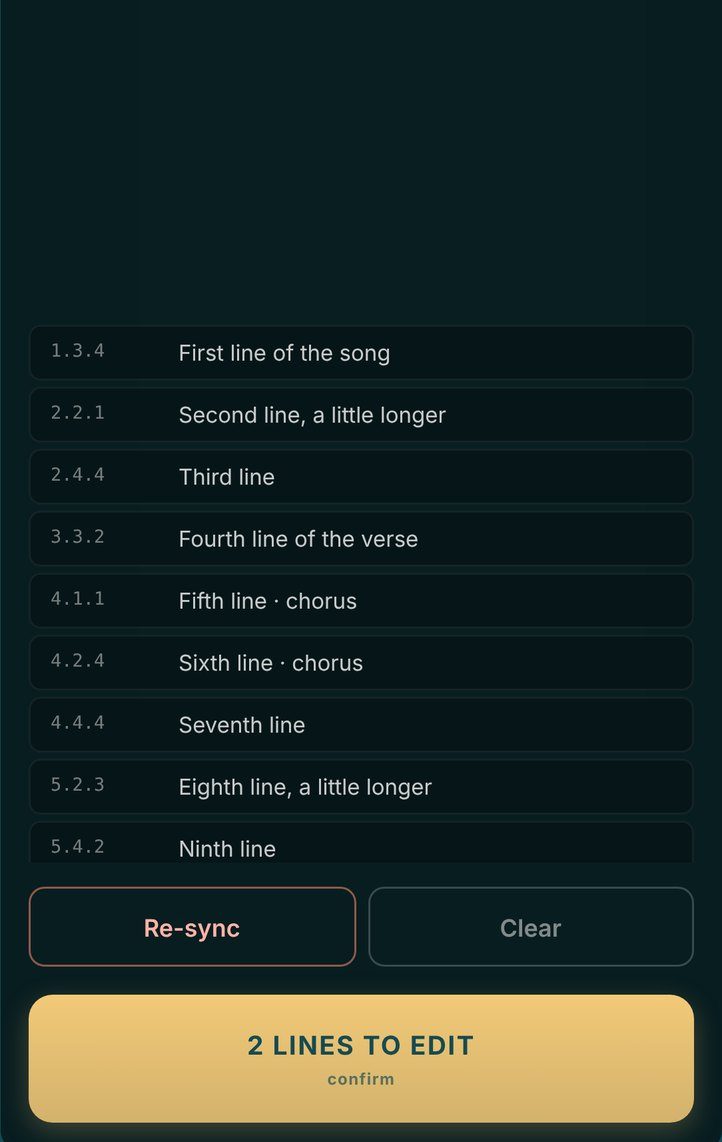 1.3.4 First line of the song
2.2.1 Second line, a little longer
2.4.4 Third line
3.3.2 Fourth line of the verse
4.1.1 Fifth line · chorus
4.2.4 Sixth line · chorus
4.4.4 Seventh line
5.2.3 Eighth line, a little longer
5.4.2 Ninth line
Re-sync Clear
2 LINES TO EDIT
confirm